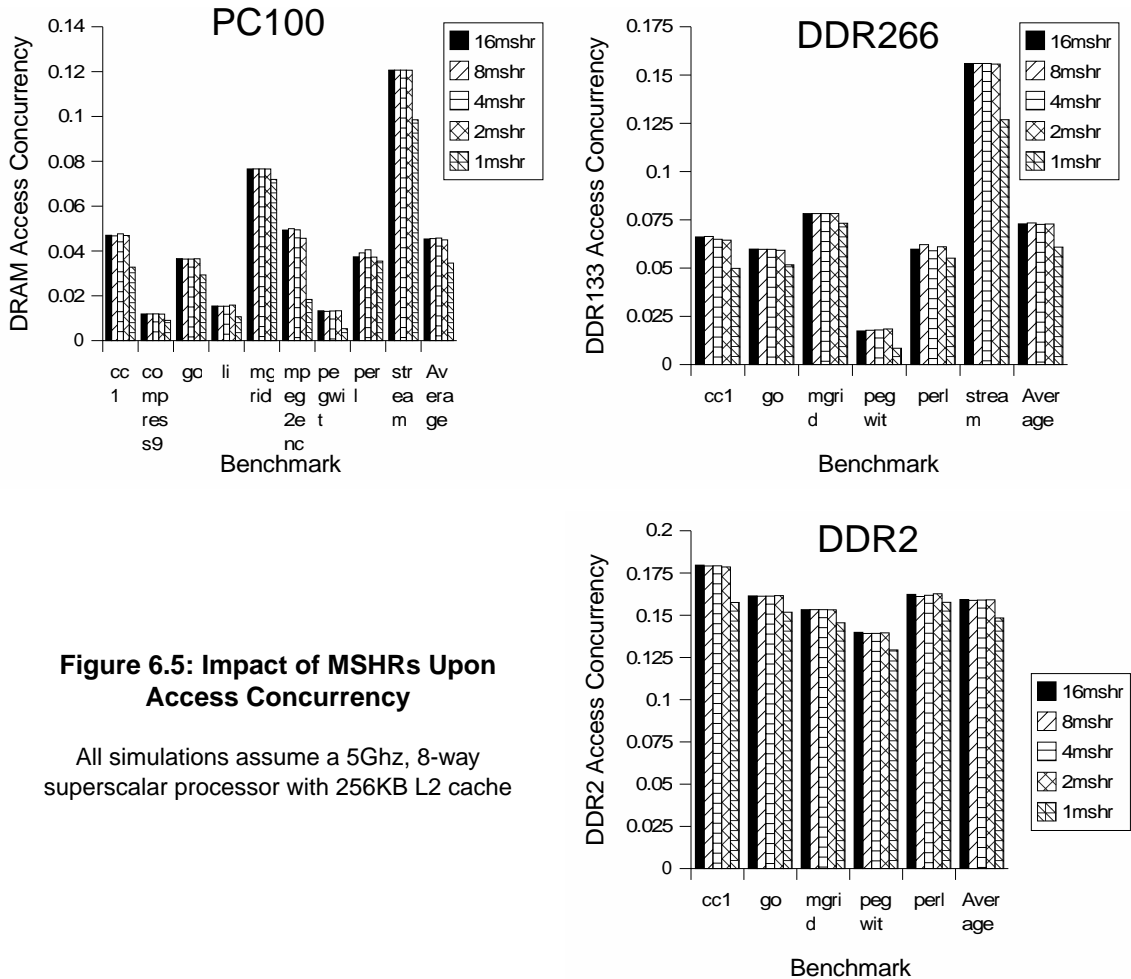 PC100
DRAM Access Concurrency
0.14
0.12
0.1
0.08
0.06
0.04
0.02
0
16mshr
8mshr
4mshr
2mshr
1mshr
cc
1
co
mp
res
s9
go
li
mg
rid
mp
eg
2e
nc
pe
gwi
t
per
l
str
ea
m
Av
era
ge
Benchmark
DDR266
DDR133 Access Concurrency
0.175
0.15
0.125
0.1
0.075
0.05
0.025
0
16mshr
8mshr
4mshr
2mshr
1mshr
cc1
go
mgri
d
peg
wit
perl
strea
m
Aver
age
Benchmark
Figure 6.5: Impact of MSHRs Upon
Access Concurrency
All simulations assume a 5Ghz, 8-way
superscalar processor with 256KB L2 cache
DDR2
DDR2 Access Concurrency
0.2
0.175
0.15
0.125
0.1
0.075
0.05
0.025
0
16mshr
8mshr
4mshr
2mshr
1mshr
cc1
go
mgri
d
peg
wit
perl
Aver
age
Benchmark